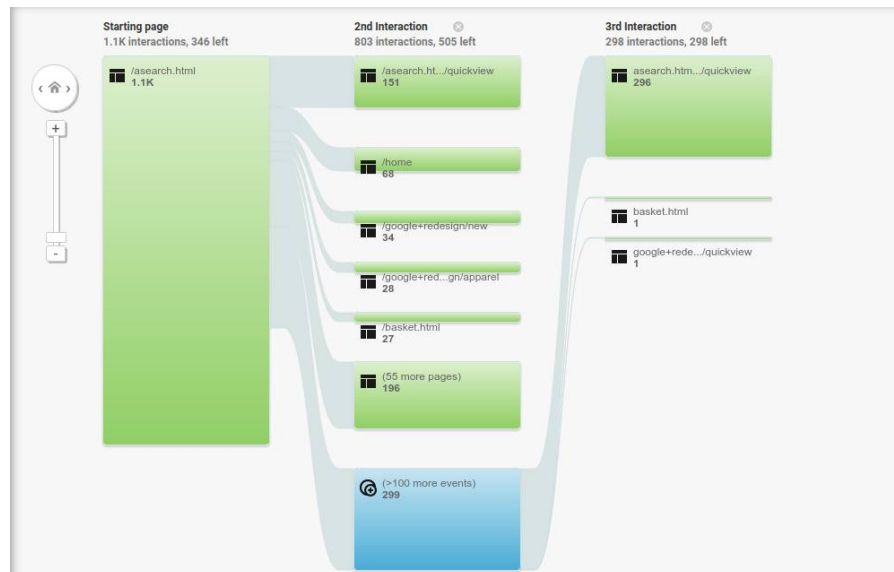 Starting page
1.1K interactions, 346 left
2nd Interaction
803 interactions, 505 left
3rd Interaction
298 interactions, 298 left
/asearch.html
1.1K
/asearch.ht.../quickview
151
/home
68
/google+redesign/new
34
/google+red...gn/apparel
28
/basket.html
27
(55 more pages)
196
(>100 more events)
299
asearch.htm.../quickview
296
basket.html
1
google+rede.../quickview
1
+
-